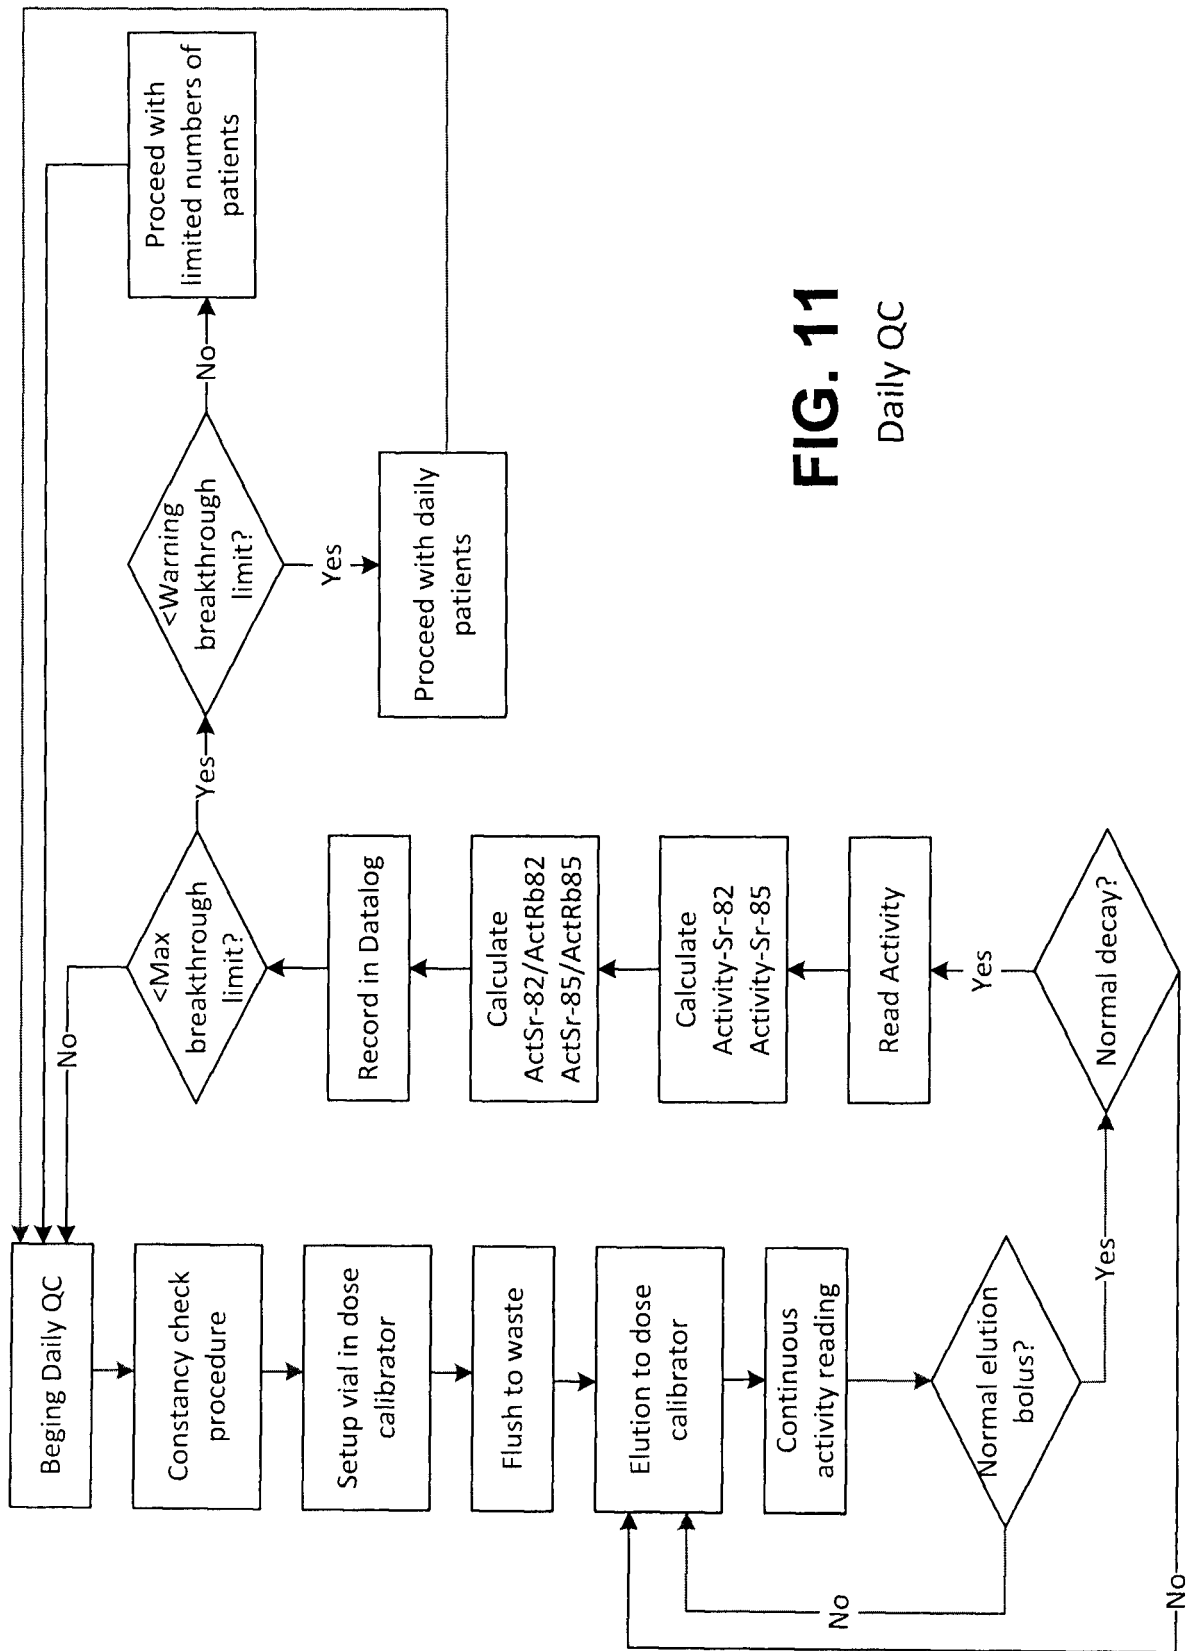 Beging Daily QC
Constancy check
procedure
Setup vial in dose
calibrator
Flush to waste
Elution to dose
calibrator
Continuous
activity reading
Normal elution
bolus?
No
Yes
Normal decay?
No
Yes
Read Activity
Calculate
Activity-Sr-82
Activity-Sr-85
Calculate
ActSr-82/ActRb82
ActSr-85/ActRb85
Record in Datalog
<Max
breakthrough
limit?
No
Yes
<Warning
breakthrough
limit?
No
Yes
Proceed with
limited numbers of
patients
Proceed with daily
patients
FIG. 11
Daily QC